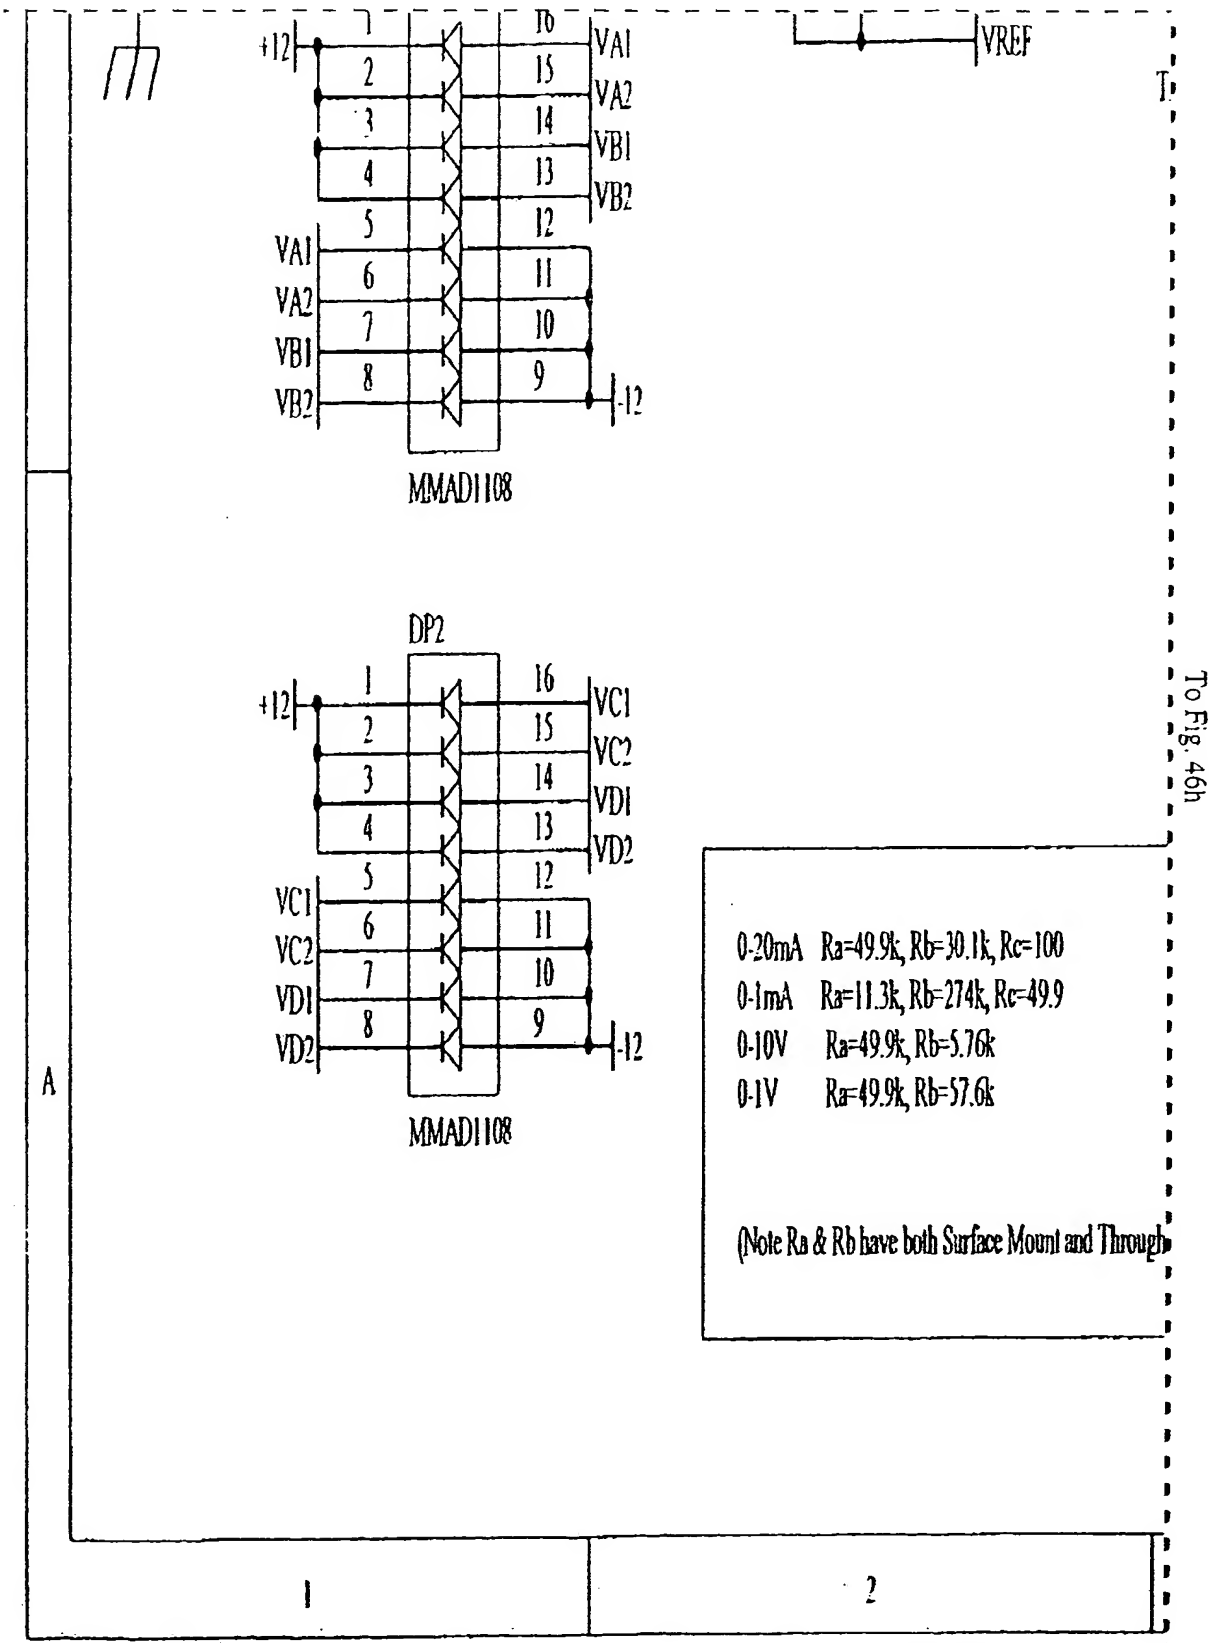 1 16
+12 VA1 VREF
2 15
VA2 T
3 14
VB1
4 13
VB2
5 12
VA1
6 11
VA2
7 10
VB1
8 9
VB2 -12
MMAD1108
DP2
1 16
+12 VC1
2 15
VC2
3 14
VD1
4 13
VD2
5 12
VC1
6 11
VC2
7 10
VD1
8 9
VD2 -12
MMAD1108
To Fig. 46h
0-20mA Ra=49.9k, Rb=30.1k, Rc=100
0-1mA Ra=11.3k, Rb=274k, Rc=49.9
0-10V Ra=49.9k, Rb=5.76k
0-1V Ra=49.9k, Rb=57.6k
(Note Ra & Rb have both Surface Mount and Through
A
1 2